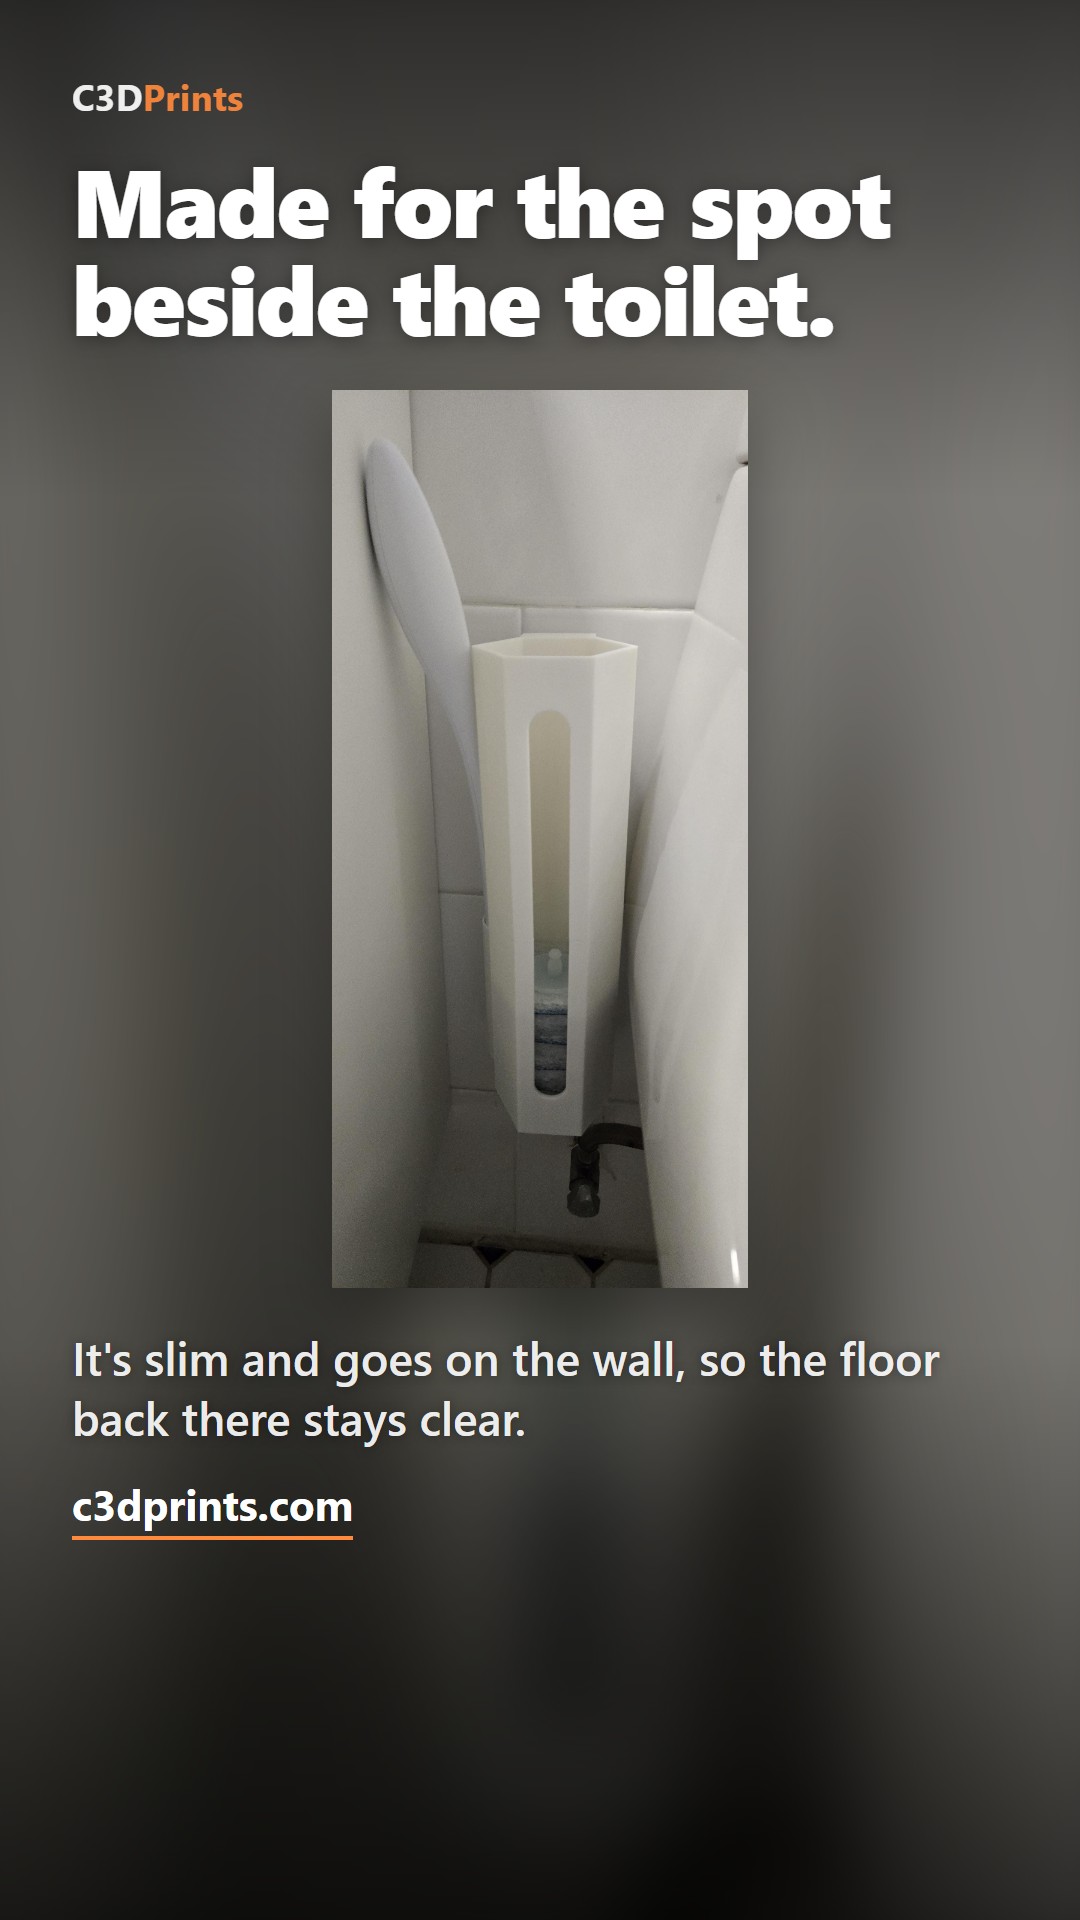 C3DPrints
Made for the spot
beside the toilet.
It's slim and goes on the wall, so the floor
back there stays clear.
c3dprints.com